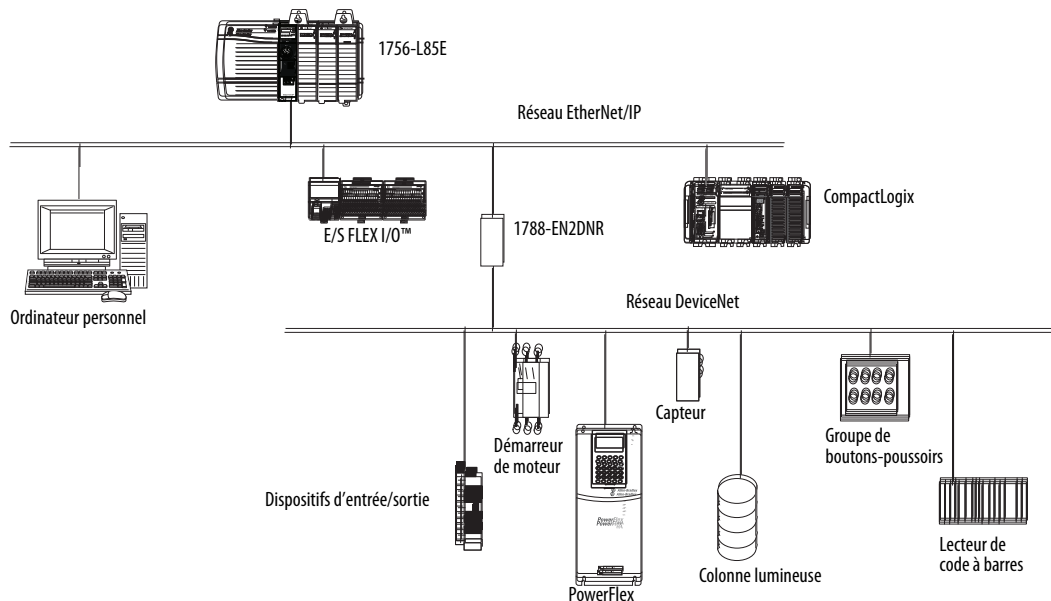 1756-L85E
Réseau EtherNet/IP
CompactLogix
E/S FLEX I/O™
1788-EN2DNR
Ordinateur personnel
Réseau DeviceNet
Capteur
Démarreur
de moteur
Groupe de
boutons-poussoirs
Dispositifs d'entrée/sortie
PowerFlex
Colonne lumineuse
Lecteur de
code à barres